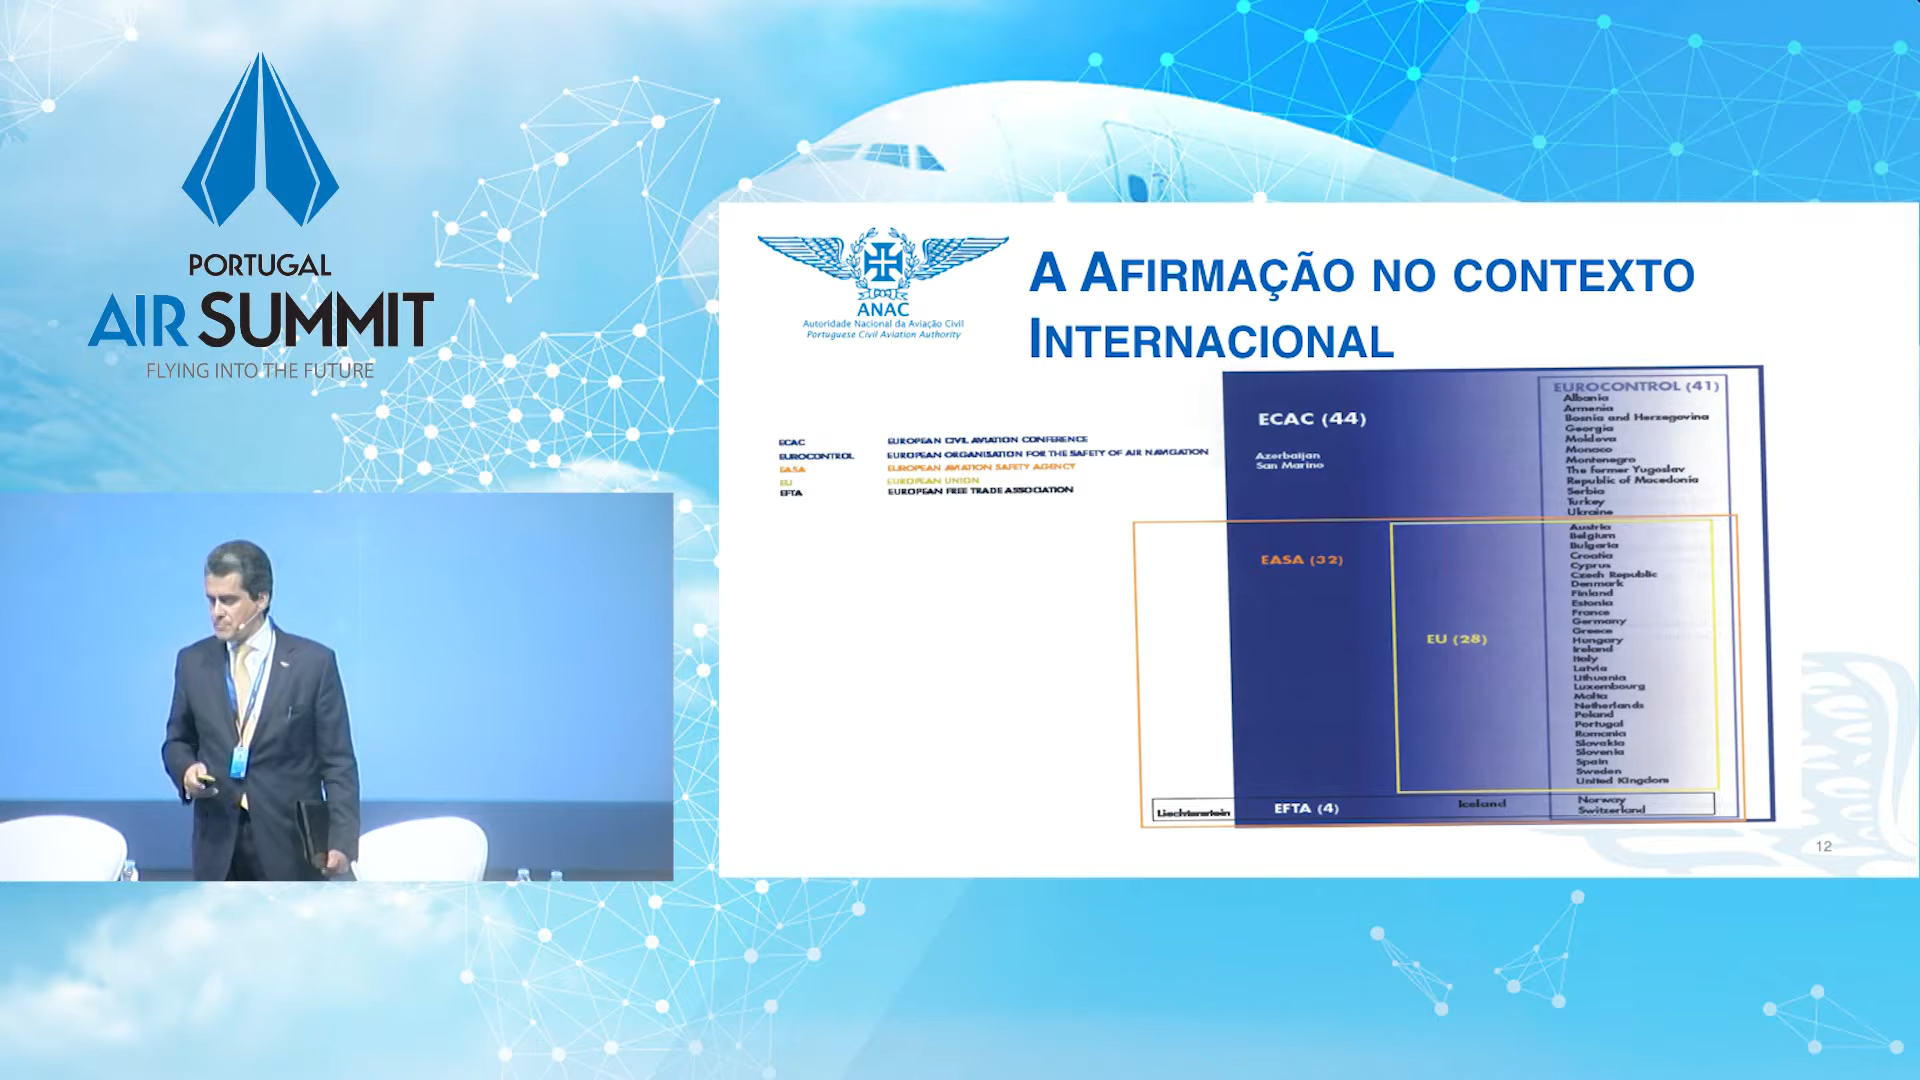 PORTUGAL
AIR SUMMIT
FLYING INTO THE FUTURE
ANAC
Autoridade Nacional da Aviação Civil
Portuguese Civil Aviation Authority
A AFIRMAÇÃO NO CONTEXTO
INTERNACIONAL
ECAC EUROPEAN CIVIL AVIATION CONFERENCE
EUROCONTROL EUROPEAN ORGANISATION FOR THE SAFETY OF AIR NAVIGATION
EASA EUROPEAN AVIATION SAFETY AGENCY
EU EUROPEAN UNION
EFTA EUROPEAN FREE TRADE ASSOCIATION
ECAC (44)
Azerbaijan
San Marino
EUROCONTROL (41)
Albania
Armenia
Bosnia and Herzegovina
Georgia
Moldova
Monaco
Montenegro
The former Yugoslav
Republic of Macedonia
Serbia
Turkey
Ukraine
EASA (32)
EU (28)
Austria
Belgium
Bulgaria
Croatia
Cyprus
Czech Republic
Denmark
Finland
Estonia
France
Germany
Greece
Hungary
Ireland
Italy
Latvia
Lithuania
Luxembourg
Malta
Netherlands
Poland
Portugal
Romania
Slovakia
Slovenia
Spain
Sweden
United Kingdom
Liechtenstein
EFTA (4)
Iceland
Norway
Switzerland
12